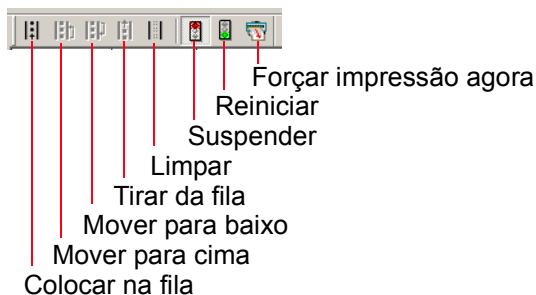 Forçar impressão agora
Reiniciar
Suspender
Limpar
Tirar da fila
Mover para baixo
Mover para cima
Colocar na fila